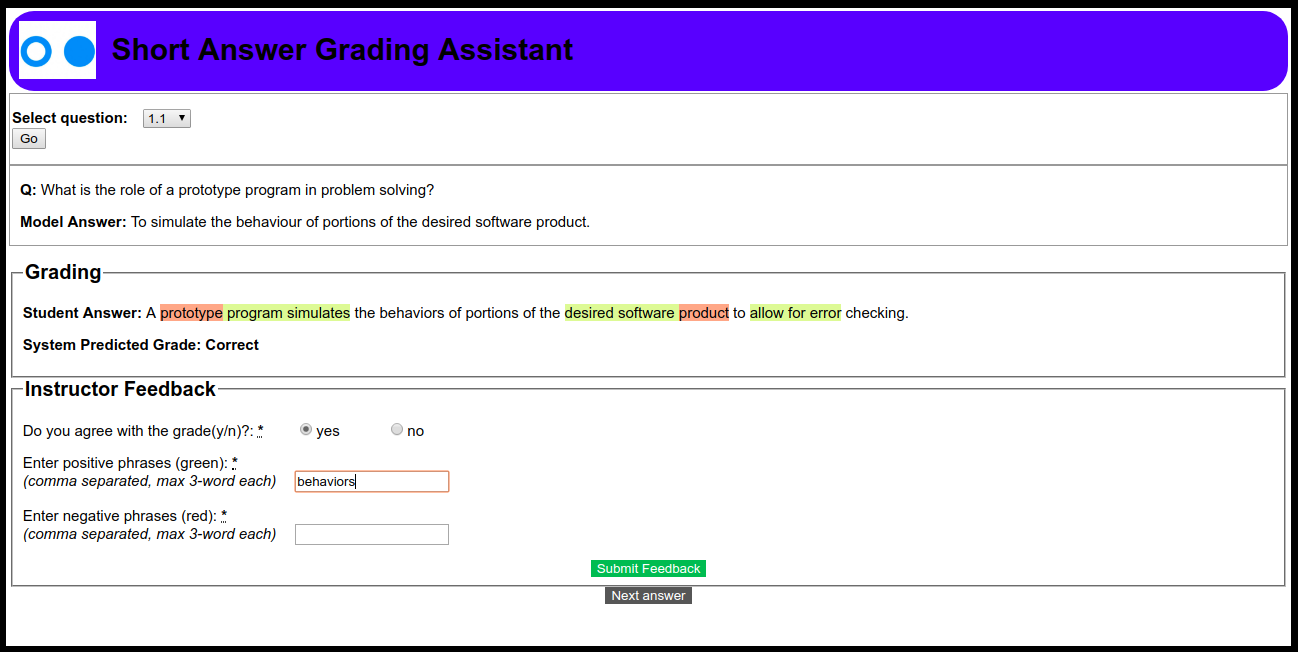 Short Answer Grading Assistant
Select question: 1.1
Go
Q: What is the role of a prototype program in problem solving?
Model Answer: To simulate the behaviour of portions of the desired software product.
Grading
Student Answer: A prototype program simulates the behaviors of portions of the desired software product to allow for error checking.
System Predicted Grade: Correct
Instructor Feedback
Do you agree with the grade(y/n)?: * yes no
Enter positive phrases (green): *
(comma separated, max 3-word each) behaviors
Enter negative phrases (red): *
(comma separated, max 3-word each)
Submit Feedback
Next answer